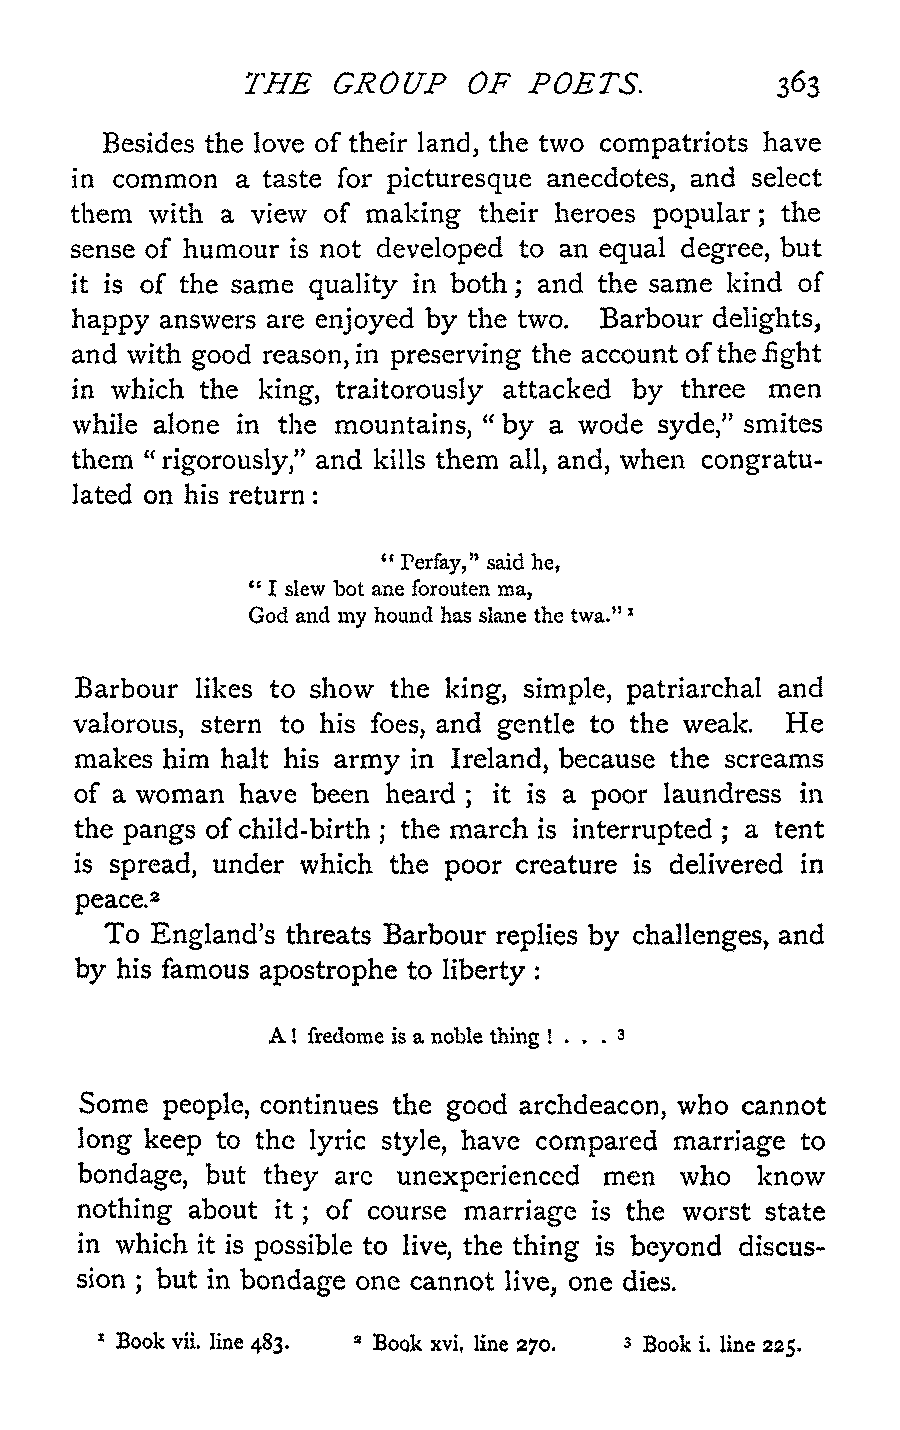 THE GROUP OF POETS. 363
Besides the love of their land, the two compatriots have
in common a taste for picturesque anecdotes, and select
them with a view of making their heroes popular ; the
sense of humour is not developed to an equal degree, but
it is of the same quality in both ; and the same kind of
happy answers are enjoyed by the two. Barbour delights,
and with good reason, in preserving the account of the fight
in which the king, traitorously attacked by three men
while alone in the mountains, “ by a wode syde,” smites
them “ rigorously,” and kills them all, and, when congratu-
lated on his return :
“ Perfay,” said he,
“ I slew bot ane forouten ma,
God and my hound has slane the twa.” ¹
Barbour likes to show the king, simple, patriarchal and
valorous, stern to his foes, and gentle to the weak. He
makes him halt his army in Ireland, because the screams
of a woman have been heard ; it is a poor laundress in
the pangs of child-birth ; the march is interrupted ; a tent
is spread, under which the poor creature is delivered in
peace.²
To England’s threats Barbour replies by challenges, and
by his famous apostrophe to liberty :
A ! fredome is a noble thing ! . . . ³
Some people, continues the good archdeacon, who cannot
long keep to the lyric style, have compared marriage to
bondage, but they are unexperienced men who know
nothing about it ; of course marriage is the worst state
in which it is possible to live, the thing is beyond discus-
sion ; but in bondage one cannot live, one dies.
¹ Book vii. line 483. ² Book xvi. line 270. ³ Book i. line 225.